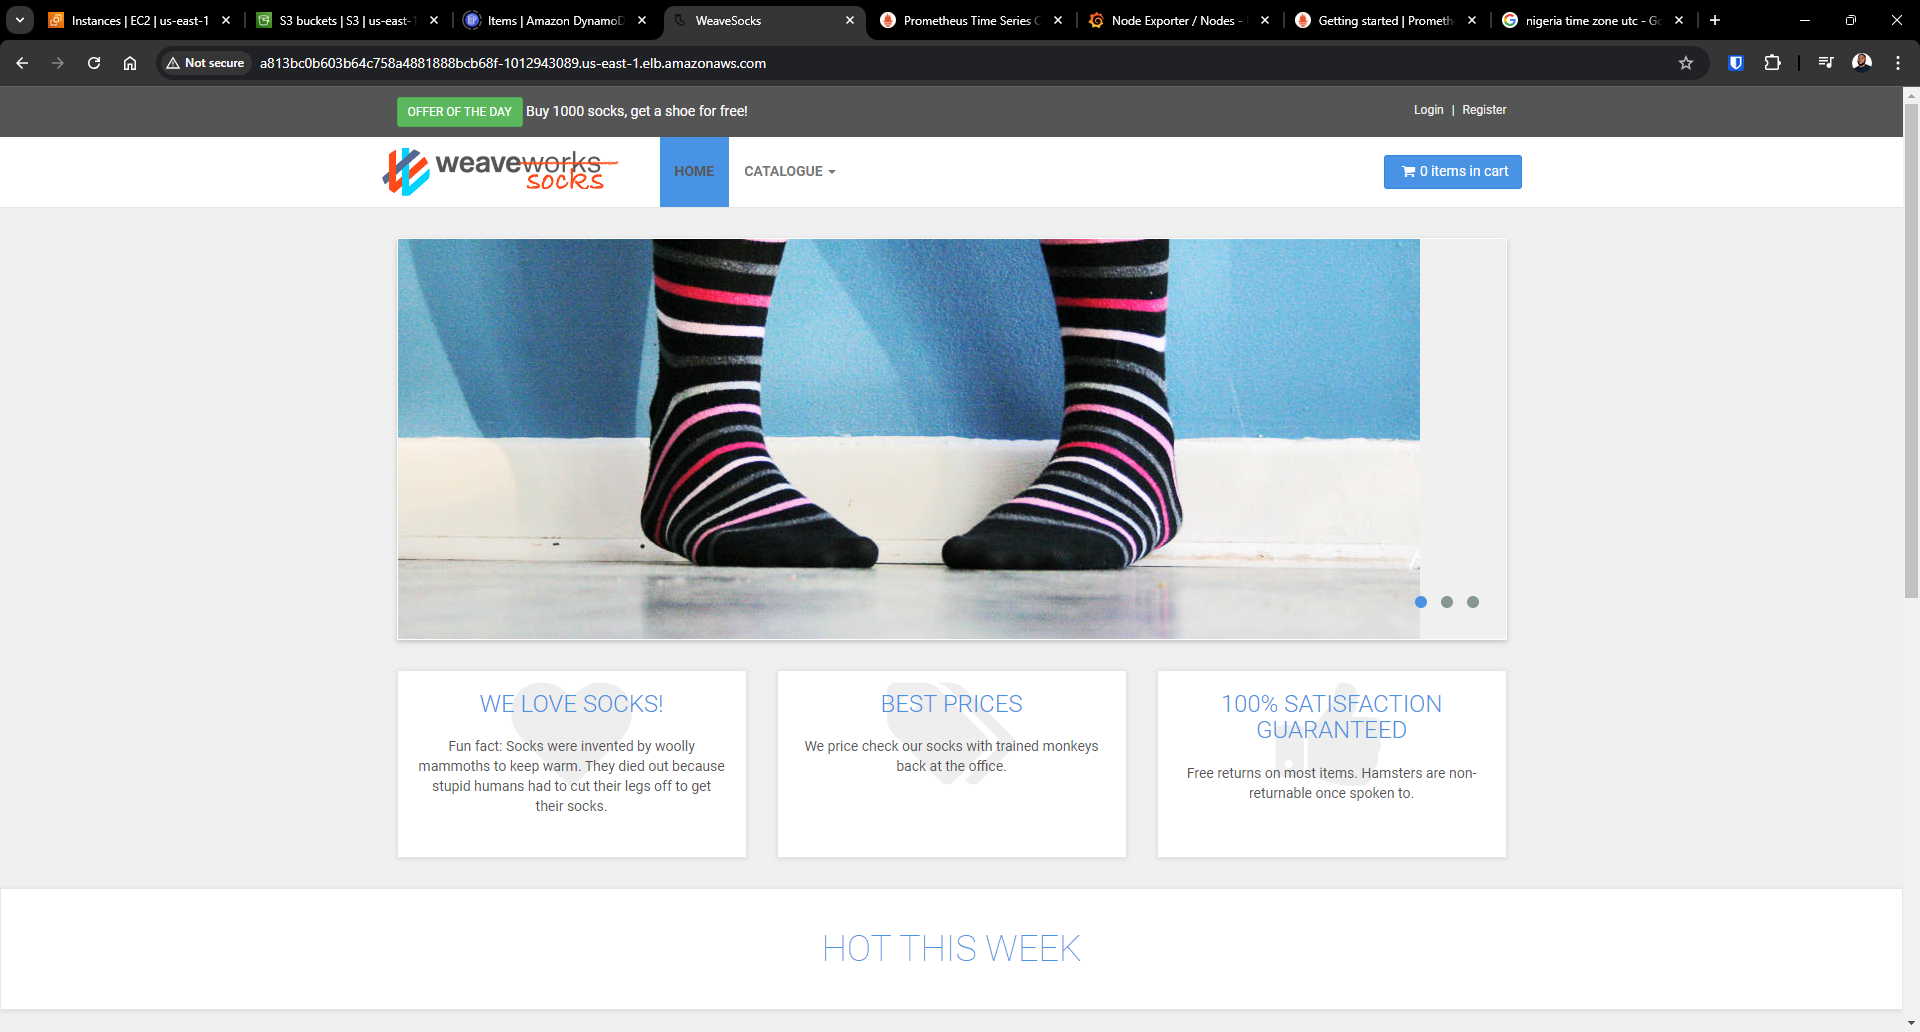 Instances | EC2 | us-east-1
S3 buckets | S3 | us-east-1
Items | Amazon DynamoD
WeaveSocks
Prometheus Time Series C
Node Exporter / Nodes -
Getting started | Prometh
nigeria time zone utc - Go
Not secure
a813bc0b603b64c758a4881888bcb68f-1012943089.us-east-1.elb.amazonaws.com
OFFER OF THE DAY Buy 1000 socks, get a shoe for free!
Login | Register
weaveworks
socks
HOME
CATALOGUE
0 items in cart
WE LOVE SOCKS!
Fun fact: Socks were invented by woolly
mammoths to keep warm. They died out because
stupid humans had to cut their legs off to get
their socks.
BEST PRICES
We price check our socks with trained monkeys
back at the office.
100% SATISFACTION
GUARANTEED
Free returns on most items. Hamsters are non-
returnable once spoken to.
HOT THIS WEEK